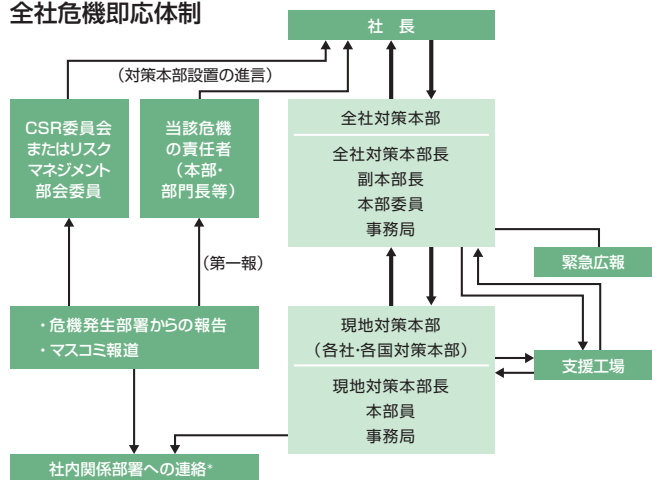 全社危機即応体制
社 長
（対策本部設置の進言）
CSR委員会
またはリスク
マネジメント
部会委員
当該危機
の責任者
（本部・
部門長等）
全社対策本部
全社対策本部長
副本部長
本部委員
事務局
（第一報）
緊急広報
・危機発生部署からの報告
・マスコミ報道
現地対策本部
（各社・各国対策本部）
現地対策本部長
本部員
事務局
支援工場
社内関係部署への連絡*